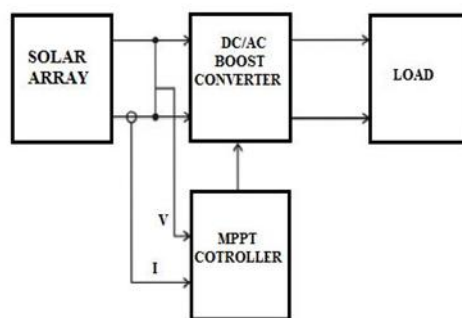 SOLAR
ARRAY
DC/AC
BOOST
CONVERTER
LOAD
V
I
MPPT
COTROLLER